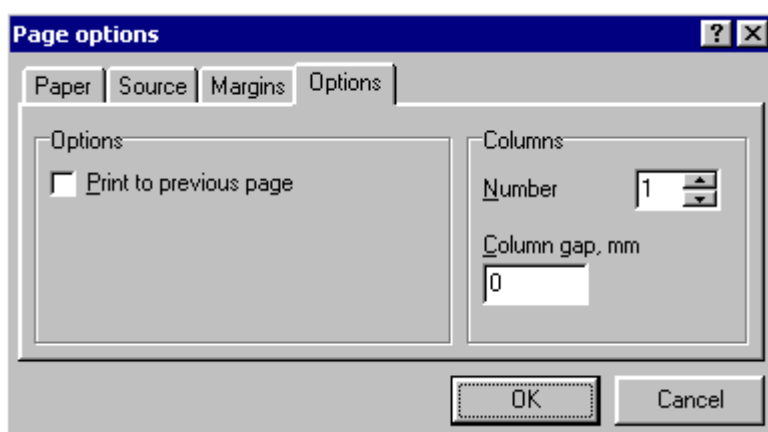 Page options
Paper Source Margins Options
Options
Print to previous page
Columns
Number 1
Column gap, mm
0
OK Cancel